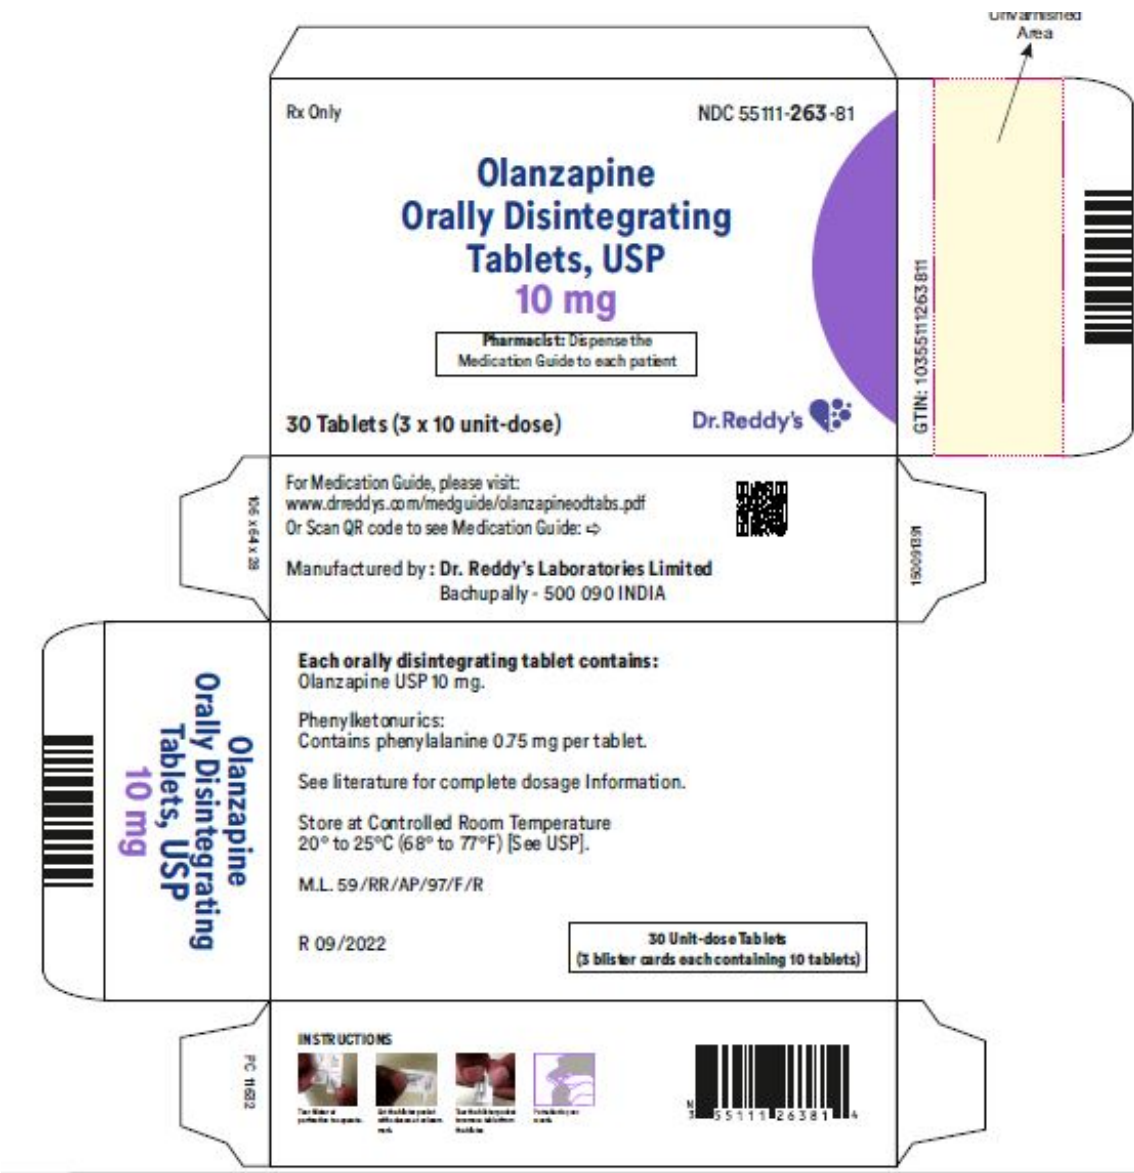 Unvarnished
Area
Rx Only
NDC 55111-263-81
Olanzapine
Orally Disintegrating
Tablets, USP
10 mg
Pharmacist: Dispense the
Medication Guide to each patient
30 Tablets (3 x 10 unit-dose)
Dr.Reddy's
GTIN: 10355111263811
For Medication Guide, please visit:
www.drreddys.com/medguide/olanzapineodtabs.pdf
Or Scan QR code to see Medication Guide: ➩
Manufactured by : Dr. Reddy's Laboratories Limited
Bachupally - 500 090 INDIA
106 x 64 x 28
150091391
Olanzapine
Orally Disintegrating
Tablets, USP
10 mg
Each orally disintegrating tablet contains:
Olanzapine USP 10 mg.
Phenylketonurics:
Contains phenylalanine 0.75 mg per tablet.
See literature for complete dosage Information.
Store at Controlled Room Temperature
20° to 25°C (68° to 77°F) [See USP].
M.L. 59/RR/AP/97/F/R
R 09/2022
30 Unit-dose Tablets
(3 blister cards each containing 10 tablets)
PC 11632
INSTRUCTIONS
N
3 55111 26381 4